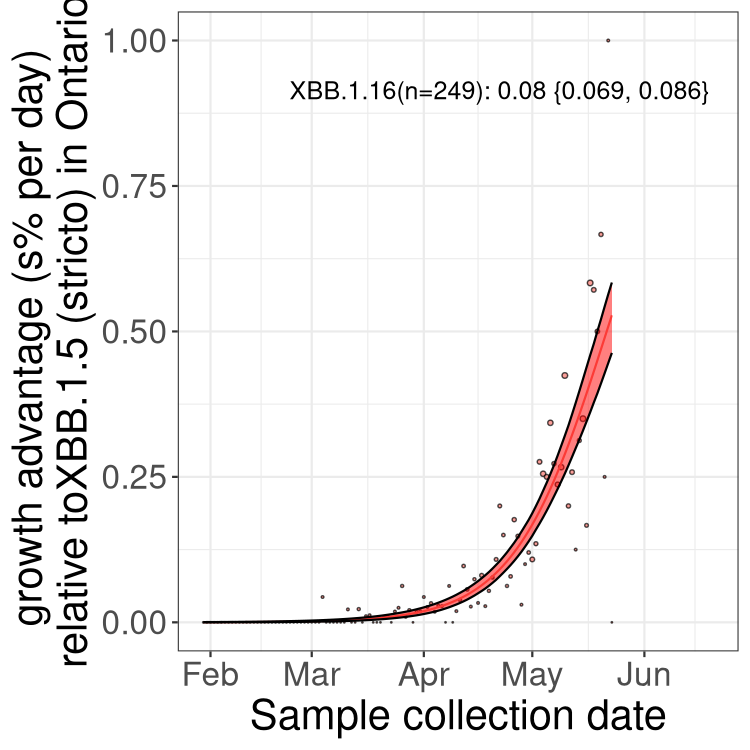 growth advantage (s% per day)
relative toXBB.1.5 (stricto) in Ontario
1.00
0.75
0.50
0.25
0.00
XBB.1.16(n=249): 0.08 {0.069, 0.086}
Feb Mar Apr May Jun
Sample collection date